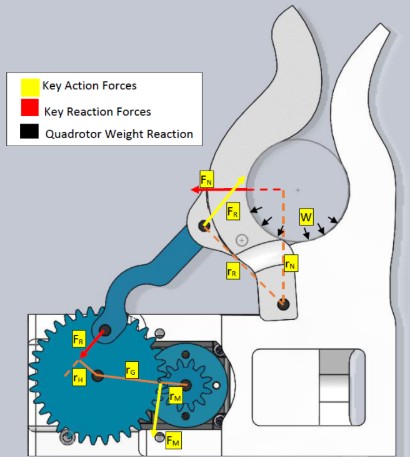 Key Action Forces
Key Reaction Forces
Quadrotor Weight Reaction
F_N
F_R
W
r_R
r_N
F_R
r_G
r_H
r_M
F_M